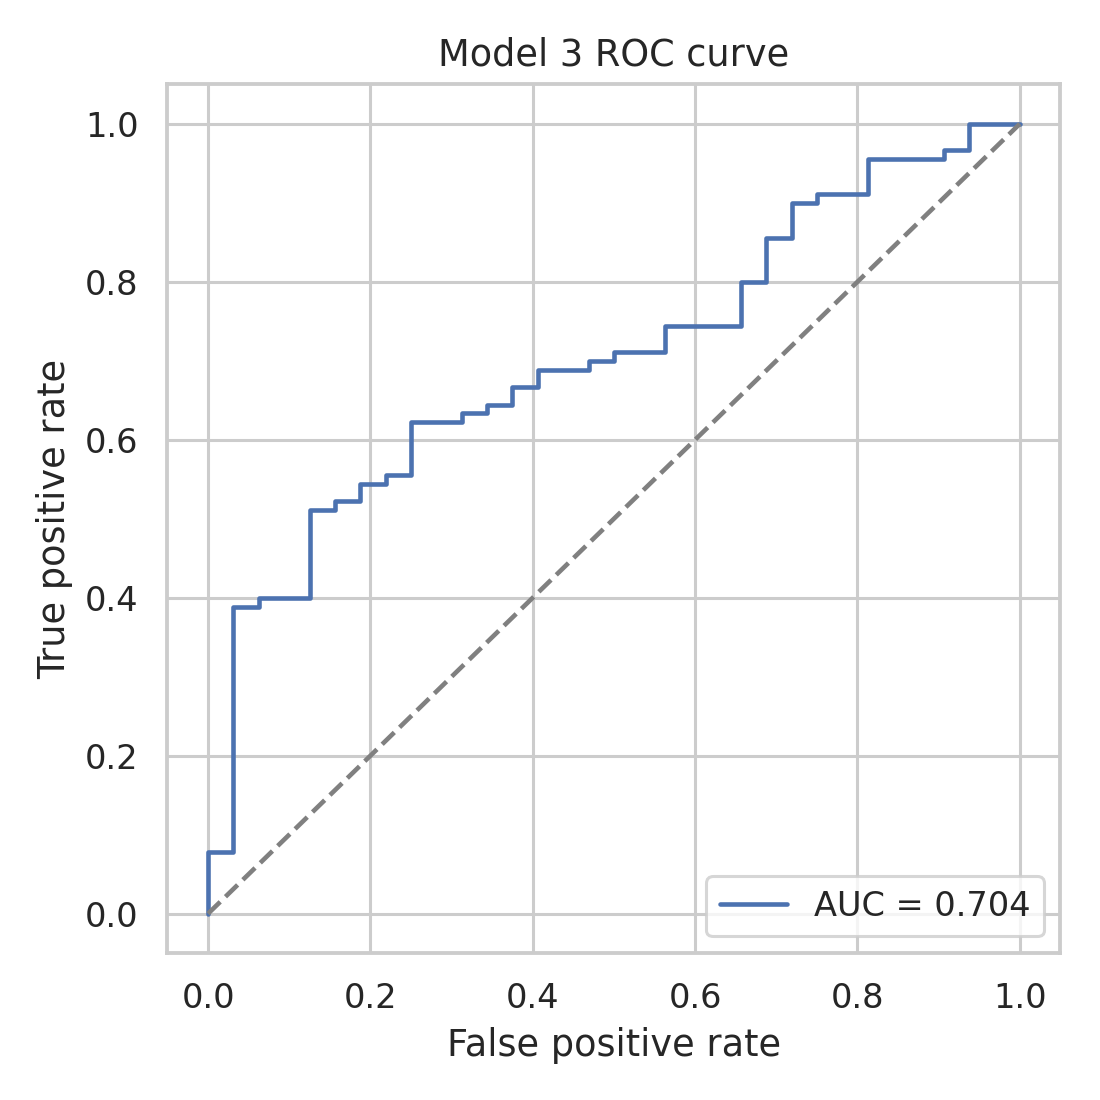 Model 3 ROC curve
True positive rate
1.0
0.8
0.6
0.4
0.2
0.0
AUC = 0.704
0.0 0.2 0.4 0.6 0.8 1.0
False positive rate